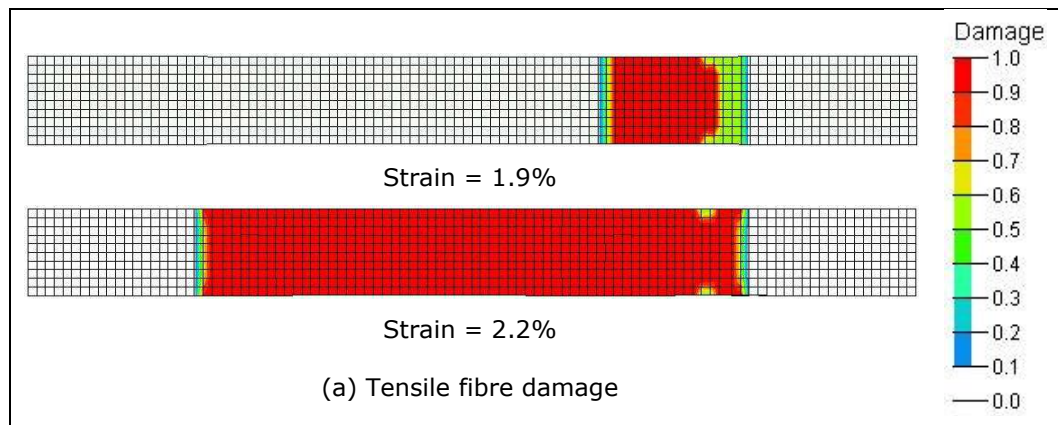 Damage
1.0
0.9
0.8
0.7
0.6
0.5
0.4
0.3
0.2
0.1
0.0
Strain = 1.9%
Strain = 2.2%
(a) Tensile fibre damage